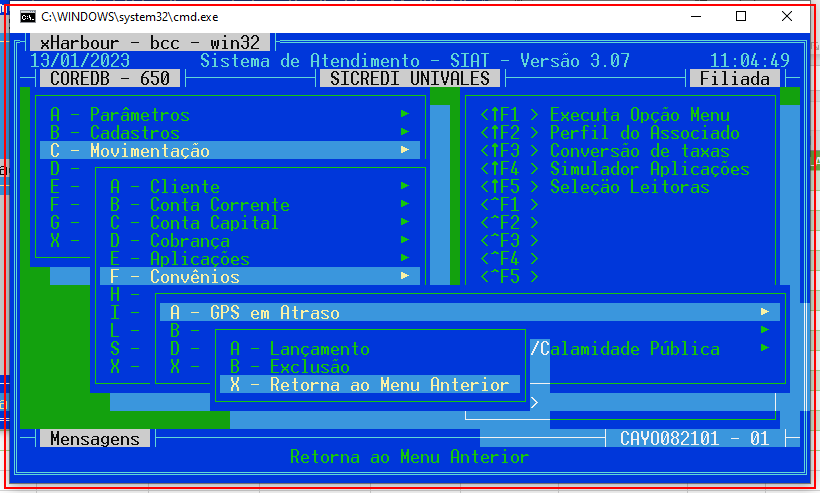 C:\WINDOWS\system32\cmd.exe
xHarbour - bcc - win32
13/01/2023 Sistema de Atendimento - SIAT - Versão 3.07 11:04:49
COREDB - 650 SICREDI UNIVALES Filiada
A - Parâmetros
B - Cadastros
C - Movimentação
D -
E -
F -
G -
X -
A - Cliente
B - Conta Corrente
C - Conta Capital
D - Cobrança
E - Aplicações
F - Convênios
H -
I -
L -
S -
X -
A - GPS em Atraso
B -
D - /Calamidade Pública
X -
A - Lançamento
B - Exclusão
X - Retorna ao Menu Anterior
<↑F1 > Executa Opção Menu
<↑F2 > Perfil do Associado
<↑F3 > Conversão de taxas
<↑F4 > Simulador Aplicações
<↑F5 > Seleção Leitoras
<^F1 >
<^F2 >
<^F3 >
<^F4 >
<^F5 >
>
Mensagens CAYO082101 - 01
Retorna ao Menu Anterior